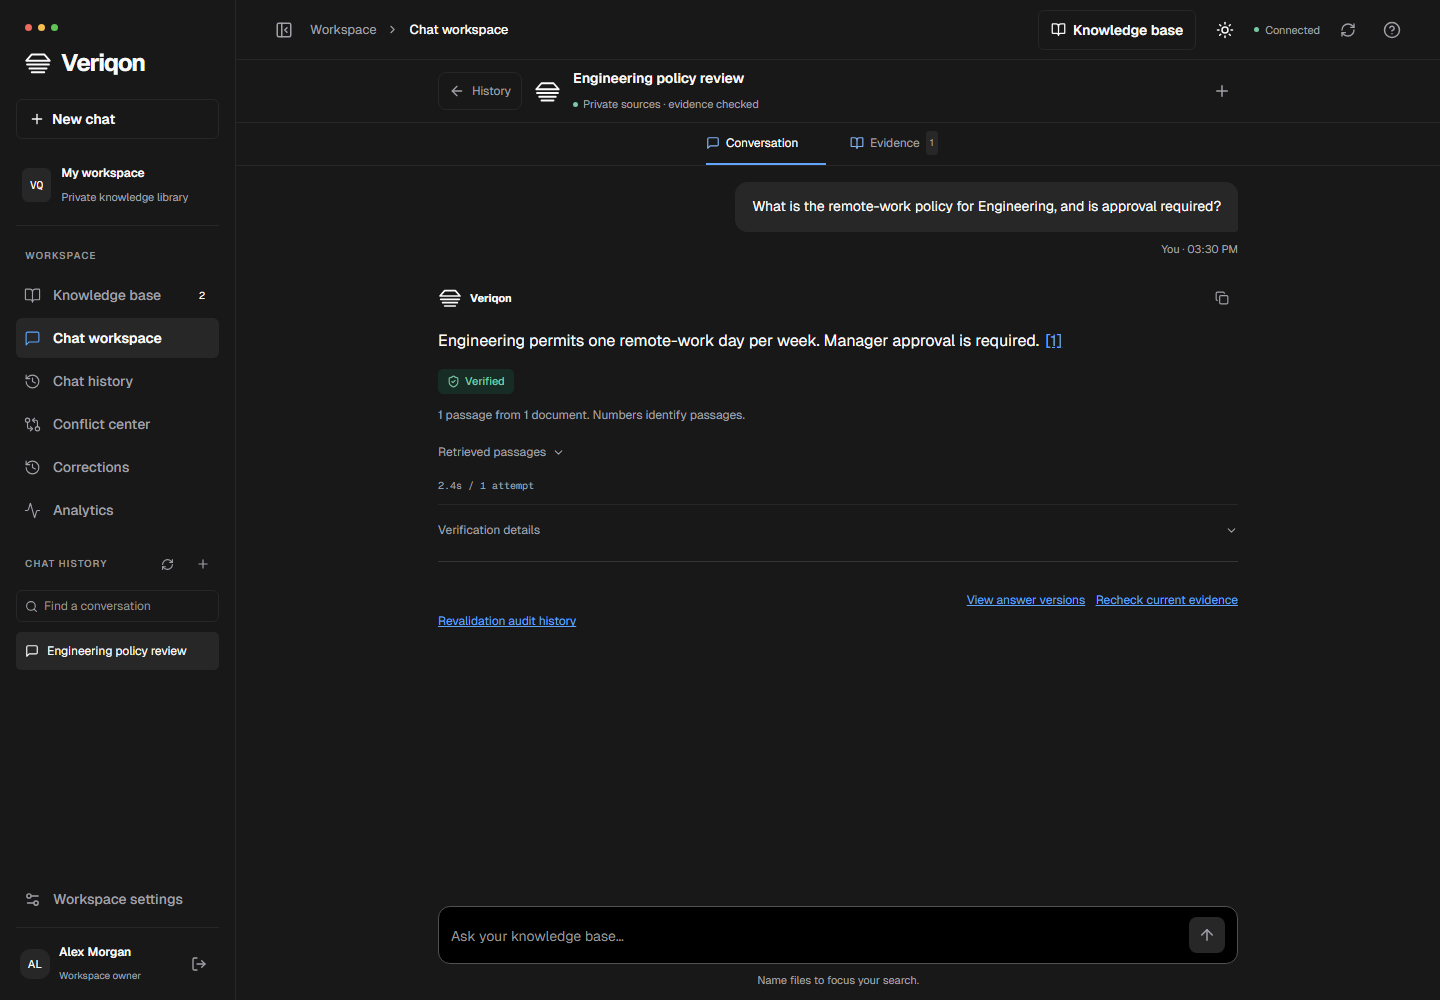 Veriqon
New chat
VQ
My workspace
Private knowledge library
WORKSPACE
Knowledge base 2
Chat workspace
Chat history
Conflict center
Corrections
Analytics
CHAT HISTORY
Find a conversation
Engineering policy review
Workspace settings
AL
Alex Morgan
Workspace owner
Workspace > Chat workspace
Knowledge base
Connected
History
Engineering policy review
Private sources · evidence checked
Conversation
Evidence 1
What is the remote-work policy for Engineering, and is approval required?
You · 03:30 PM
Veriqon
Engineering permits one remote-work day per week. Manager approval is required. [1]
Verified
1 passage from 1 document. Numbers identify passages.
Retrieved passages
2.4s / 1 attempt
Verification details
View answer versions Recheck current evidence
Revalidation audit history
Ask your knowledge base...
Name files to focus your search.